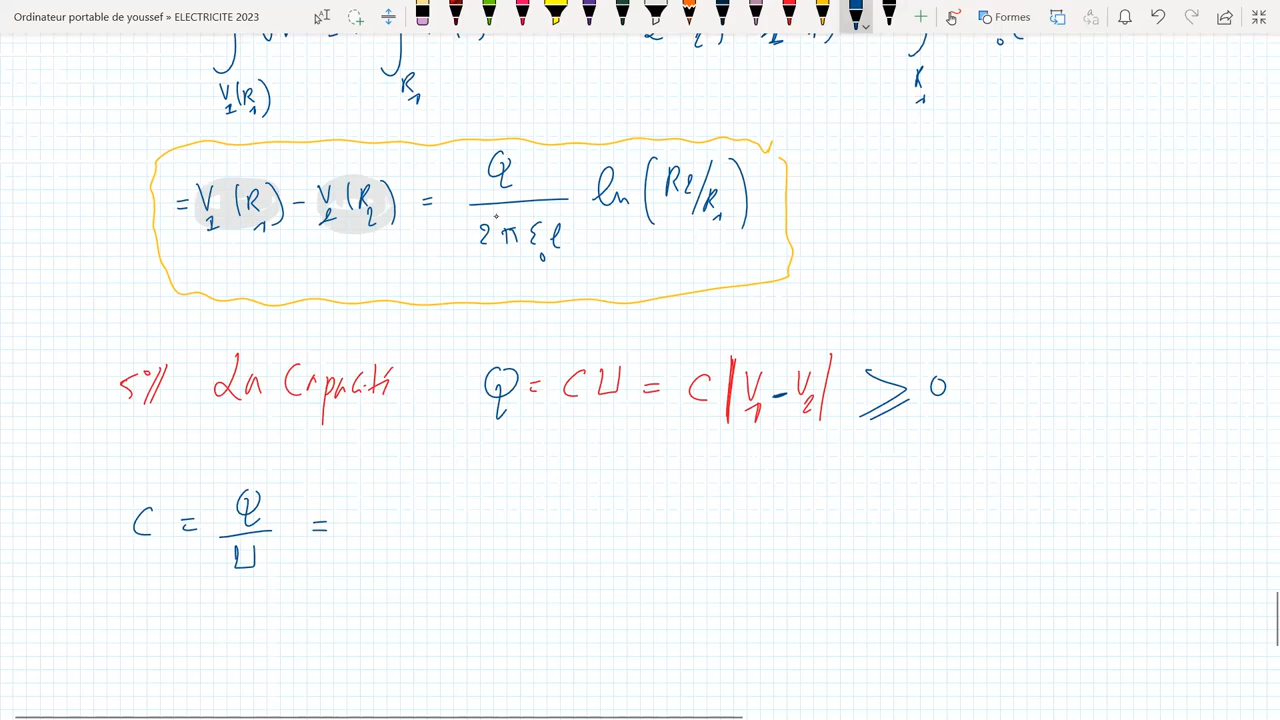 Ordinateur portable de youssef » ELECTRICITE 2023
Formes
V₁(R₁) R₁ R₁
= V₁(R₁) - V₂(R₂) = Q / 2πε₀l ln(R2/R₁)
5°// La Capacité Q = C U = C |V₁ - V₂| ⩾ 0
C = Q / U =